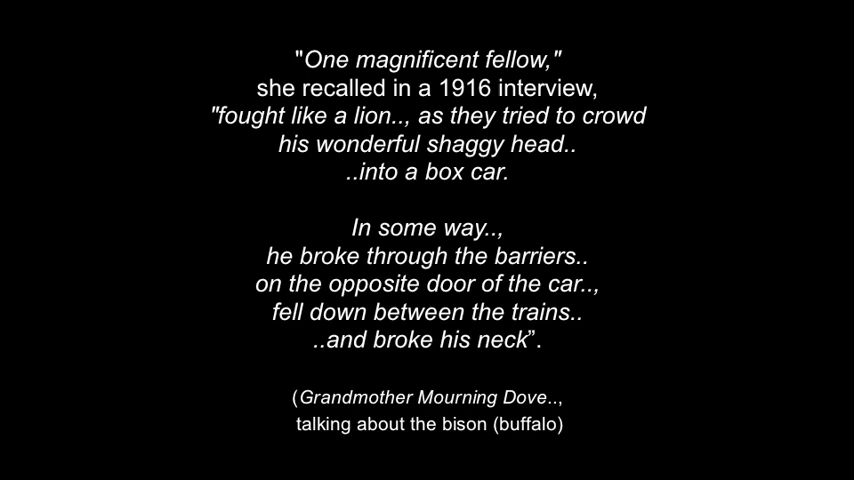 "One magnificent fellow,"
she recalled in a 1916 interview,
"fought like a lion.., as they tried to crowd
his wonderful shaggy head..
..into a box car.
In some way..,
he broke through the barriers..
on the opposite door of the car..,
fell down between the trains..
..and broke his neck”.
(Grandmother Mourning Dove..,
talking about the bison (buffalo)